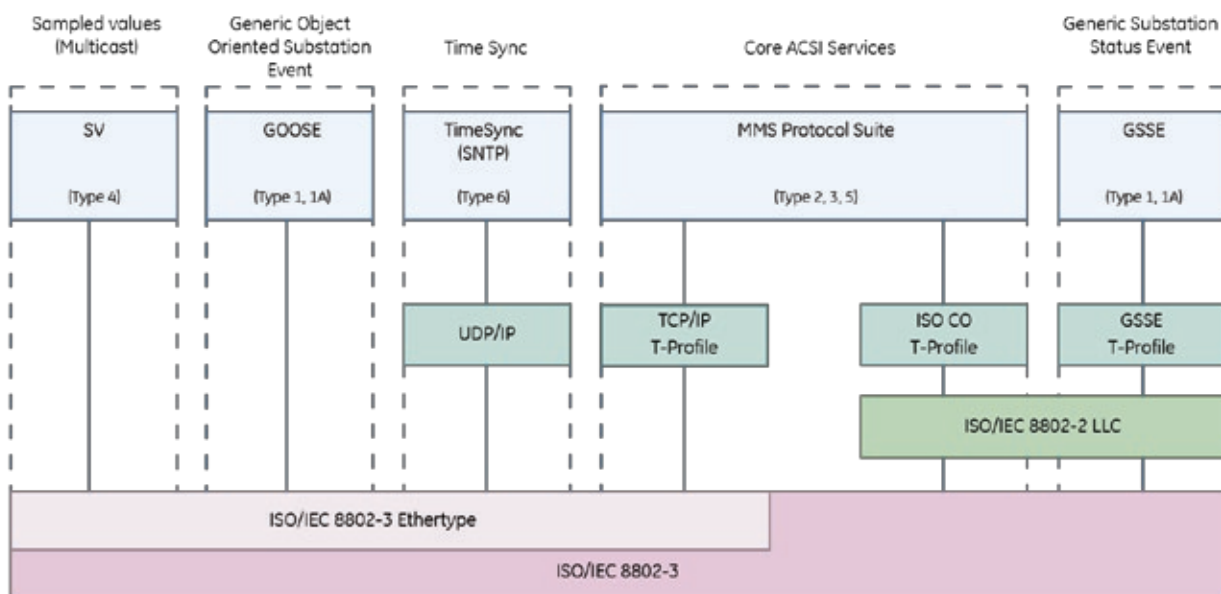 Sampled values
(Multicast)
Generic Object
Oriented Substation
Event
Time Sync
Core ACSI Services
Generic Substation
Status Event
SV
(Type 4)
GOOSE
(Type 1, 1A)
TimeSync
(SNTP)
(Type 6)
MMS Protocol Suite
(Type 2, 3, 5)
GSSE
(Type 1, 1A)
UDP/IP
TCP/IP
T-Profile
ISO CO
T-Profile
GSSE
T-Profile
ISO/IEC 8802-2 LLC
ISO/IEC 8802-3 Ethertype
ISO/IEC 8802-3